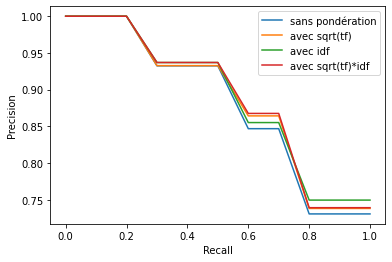 1.00
0.95
0.90
0.85
0.80
0.75
Precision
sans pondération
avec sqrt(tf)
avec idf
avec sqrt(tf)*idf
0.0 0.2 0.4 0.6 0.8 1.0
Recall